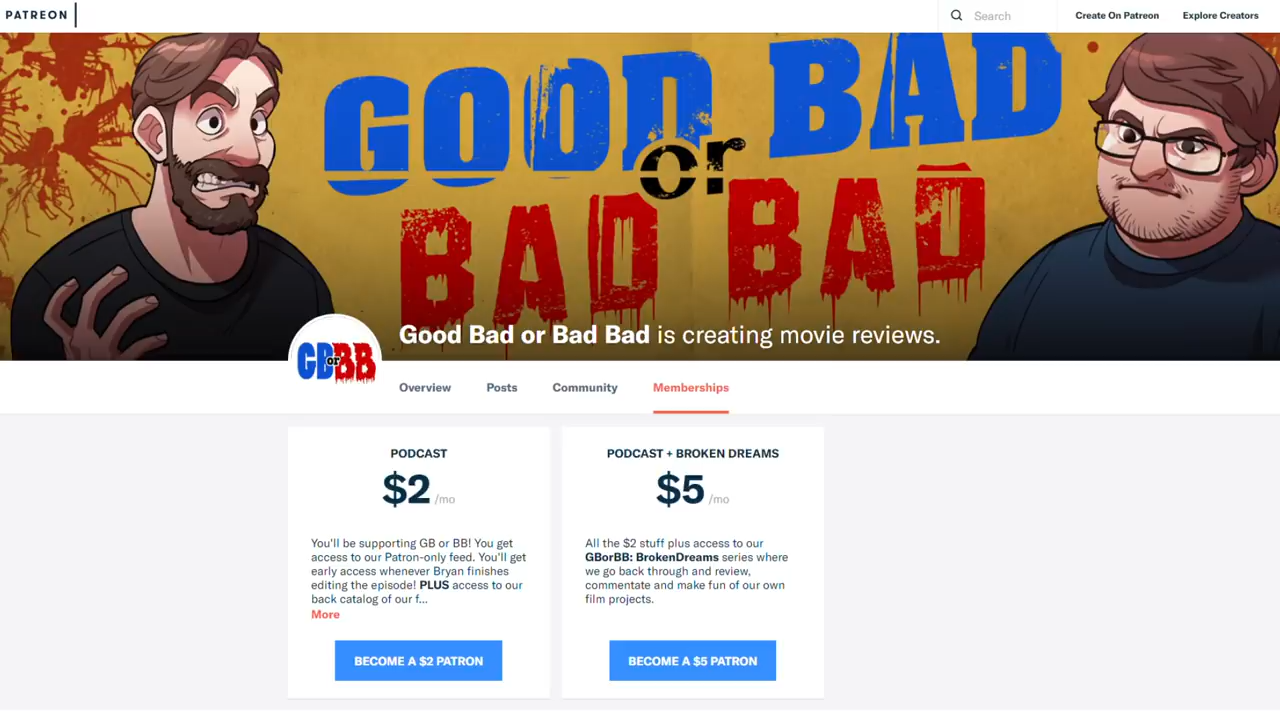 PATREON
Search
Create On Patreon
Explore Creators
GOOD BAD
or
BAD BAD
Good Bad or Bad Bad is creating movie reviews.
GB or BB
Overview
Posts
Community
Memberships
PODCAST
$2 /mo
You'll be supporting GB or BB! You get
access to our Patron-only feed. You'll get
early access whenever Bryan finishes
editing the episode! PLUS access to our
back catalog of our f...
More
BECOME A $2 PATRON
PODCAST + BROKEN DREAMS
$5 /mo
All the $2 stuff plus access to our
GBorBB: BrokenDreams series where
we go back through and review,
commentate and make fun of our own
film projects.
BECOME A $5 PATRON